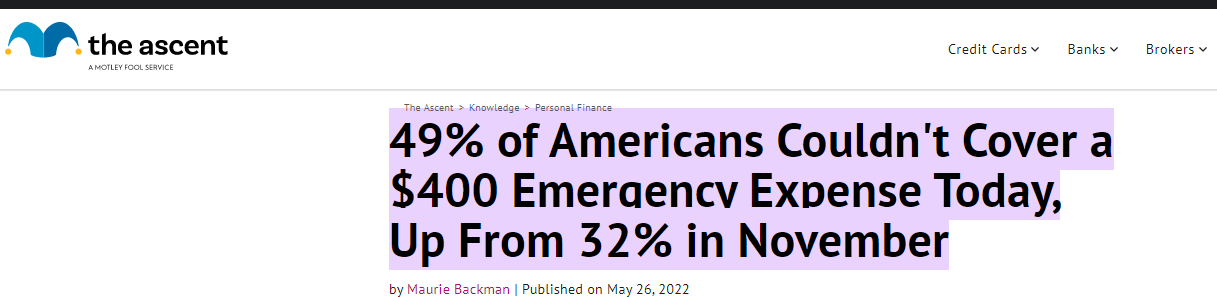 the ascent
A MOTLEY FOOL SERVICE
Credit Cards Banks Brokers
The Ascent > Knowledge > Personal Finance
49% of Americans Couldn't Cover a
$400 Emergency Expense Today,
Up From 32% in November
by Maurie Backman | Published on May 26, 2022